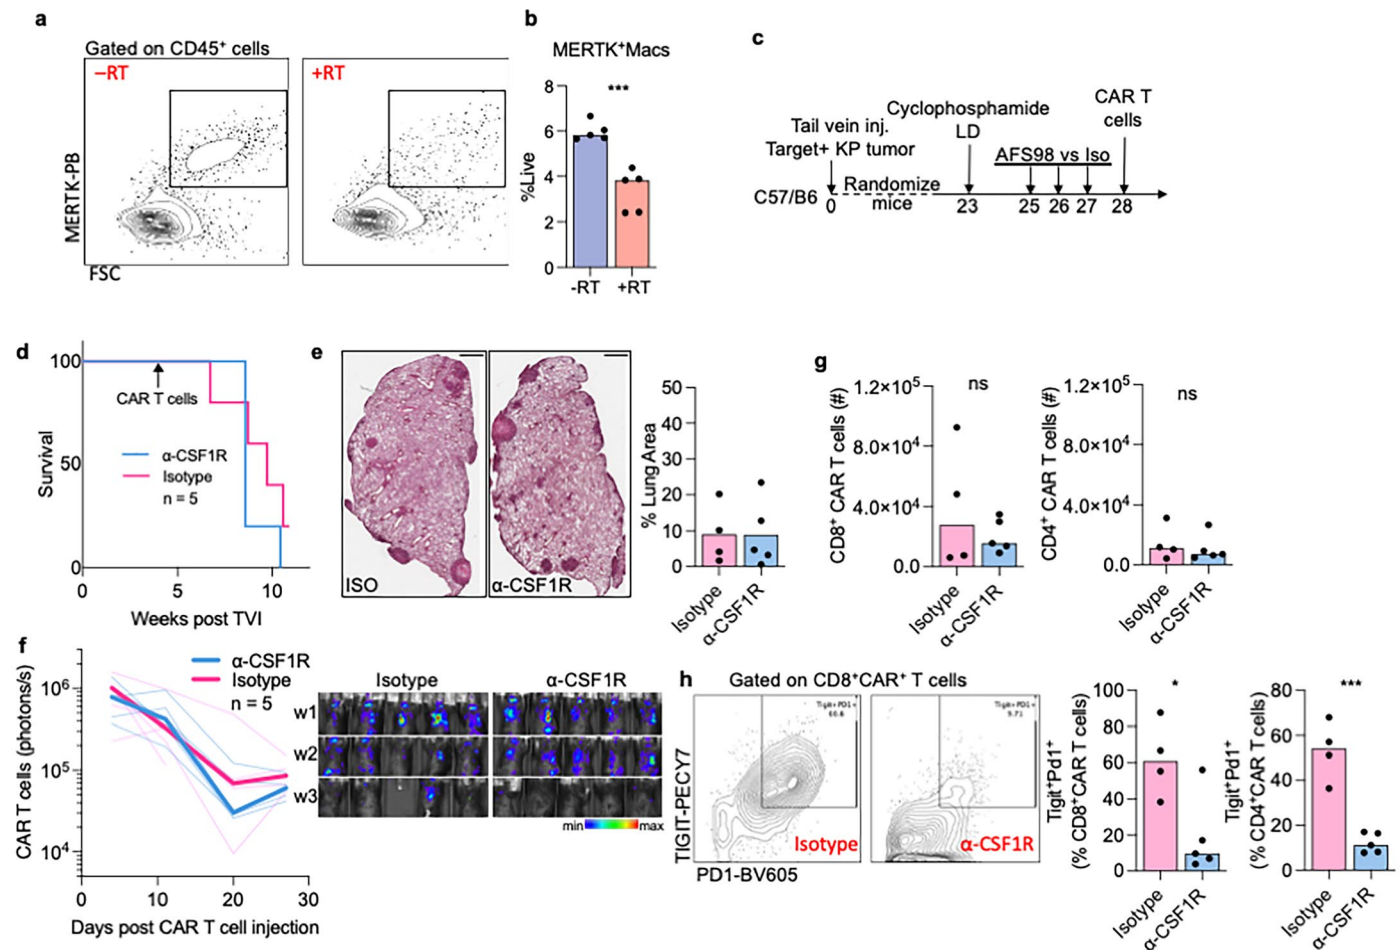 a
Gated on CD45⁺ cells
−RT
+RT
MERTK-PB
FSC
b
MERTK⁺Macs
***
%Live
8
6
4
2
0
-RT
+RT
c
Cyclophosphamide
LD
CAR T
cells
Tail vein inj.
Target+ KP tumor
AFS98 vs Iso
C57/B6
Randomize
mice
0
23
25
26
27
28
d
Survival
100
50
0
CAR T cells
α-CSF1R
Isotype
n = 5
0
5
10
Weeks post TVI
e
ISO
α-CSF1R
% Lung Area
50
40
30
20
10
0
Isotype
α-CSF1R
g
CD8⁺ CAR T cells (#)
1.2×10⁵
8.0×10⁴
4.0×10⁴
0.0
ns
Isotype
α-CSF1R
CD4⁺ CAR T cells (#)
1.2×10⁵
8.0×10⁴
4.0×10⁴
0.0
ns
Isotype
α-CSF1R
f
CAR T cells (photons/s)
10⁶
10⁵
10⁴
α-CSF1R
Isotype
n = 5
0
10
20
30
Days post CAR T cell injection
Isotype
α-CSF1R
w1
w2
w3
min
max
h
Gated on CD8⁺CAR⁺ T cells
TIGIT-PECY7
PD1-BV605
Tigit+ PD1+
66.6
Isotype
Tigit+ PD1+
9.71
α-CSF1R
Tigit⁺Pd1⁺
(% CD8⁺CAR T cells)
100
80
60
40
20
0
*
Isotype
α-CSF1R
Tigit⁺Pd1⁺
(% CD4⁺CAR T cells)
80
60
40
20
0
***
Isotype
α-CSF1R